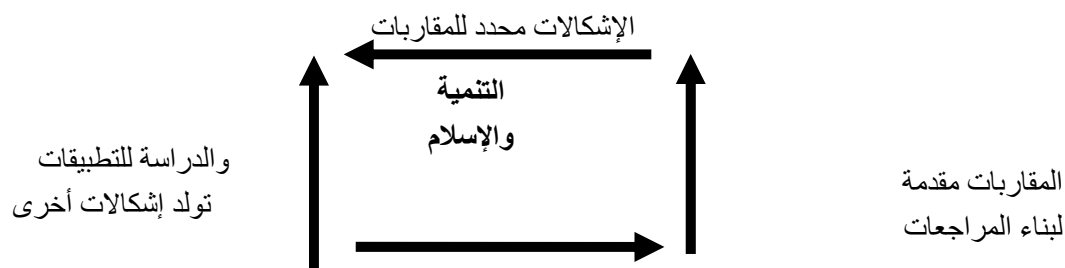 الإشكالات محدد للمقاربات
التنمية
والإسلام
المقاربات مقدمة
لبناء المراجعات
والدراسة للتطبيقات
تولد إشكالات أخرى